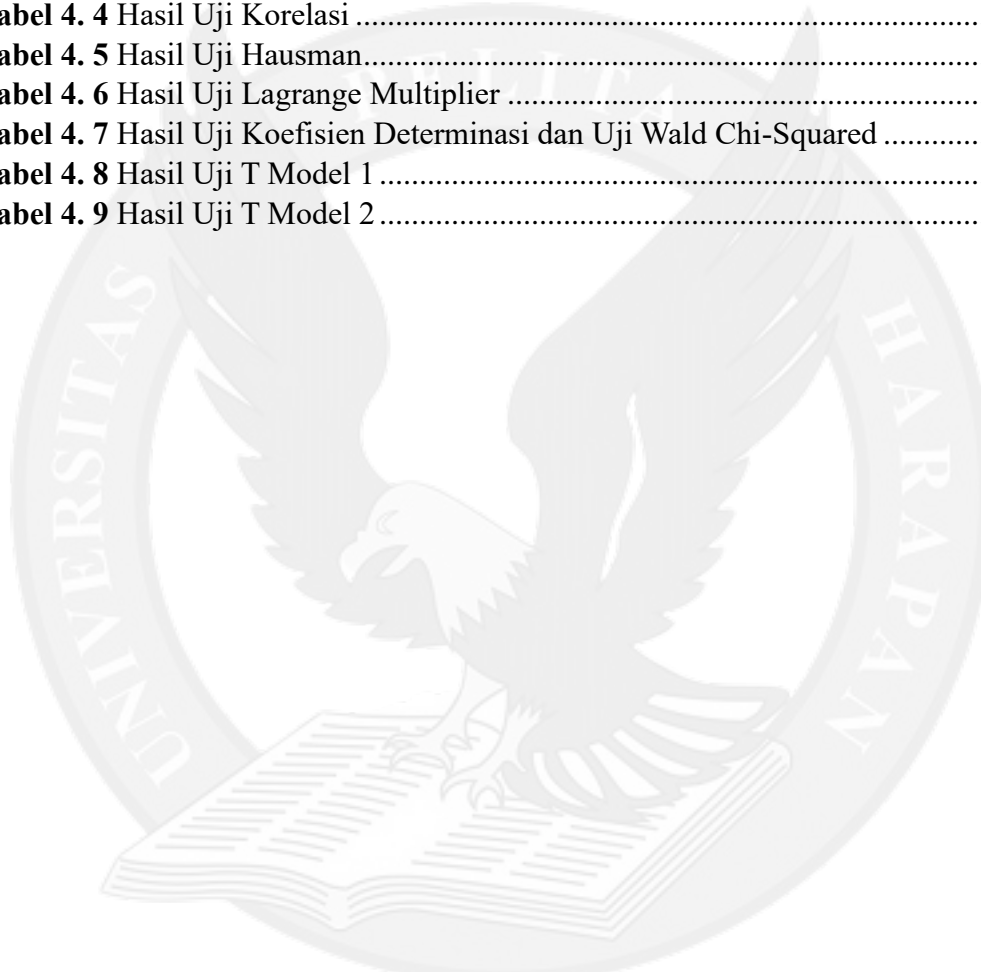 abel 4. 4 Hasil Uji Korelasi ........................................................................................
abel 4. 5 Hasil Uji Hausman.......................................................................................
abel 4. 6 Hasil Uji Lagrange Multiplier ...................................................................
abel 4. 7 Hasil Uji Koefisien Determinasi dan Uji Wald Chi-Squared .............
abel 4. 8 Hasil Uji T Model 1 .....................................................................................
abel 4. 9 Hasil Uji T Model 2 .....................................................................................
UNIVERSITAS PELITA HARAPAN